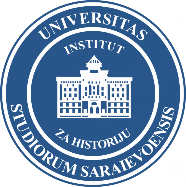 UNIVERSITAS
INSTITUT
ZA HISTORIJU
STUDIORUM SARAIEVOENSIS